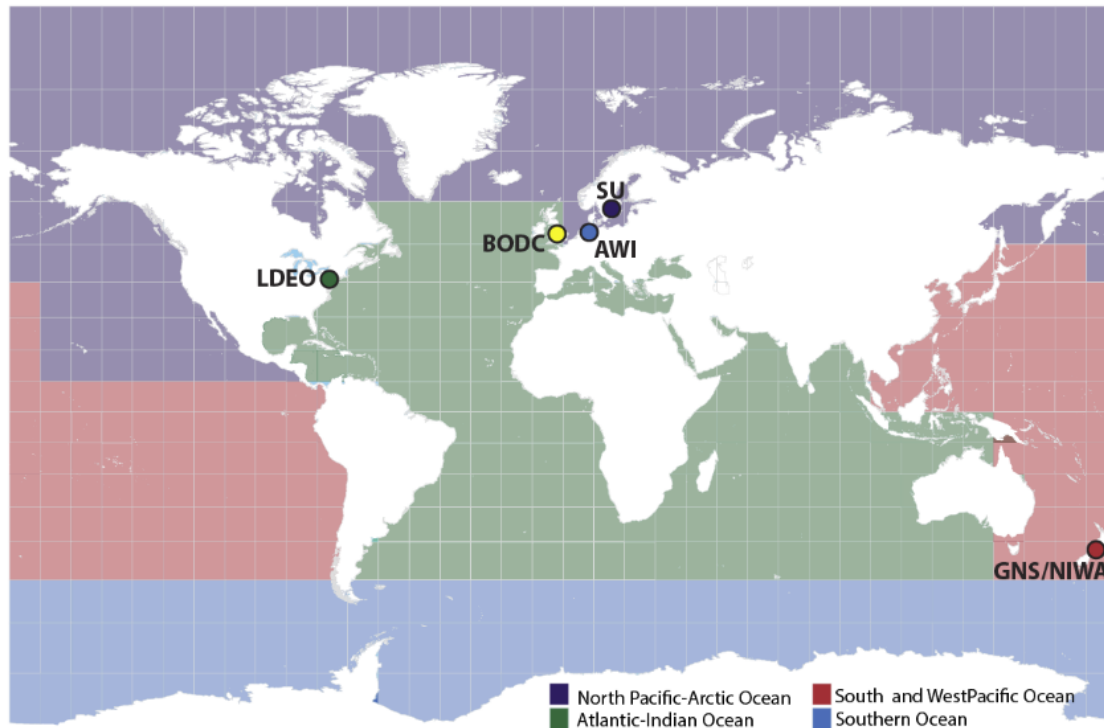 SU
BODC
AWI
LDEO
GNS/NIWA
North Pacific-Arctic Ocean
South and WestPacific Ocean
Atlantic-Indian Ocean
Southern Ocean